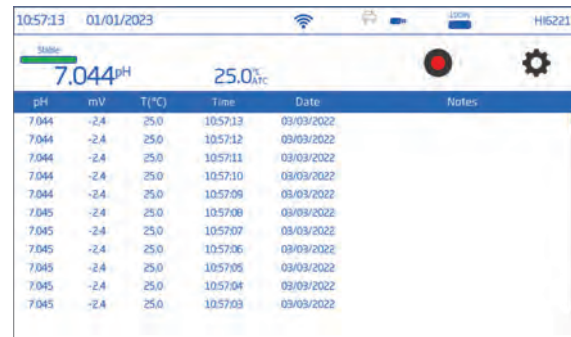 10:57:13 01/01/2023 100% HI6221
Stable
7.044pH 25.0°C ATC
pH mV T(°C) Time Date Notes
7.044 -2.4 25.0 10:57:13 03/03/2022
7.044 -2.4 25.0 10:57:12 03/03/2022
7.044 -2.4 25.0 10:57:11 03/03/2022
7.044 -2.4 25.0 10:57:10 03/03/2022
7.044 -2.4 25.0 10:57:09 03/03/2022
7.045 -2.4 25.0 10:57:08 03/03/2022
7.045 -2.4 25.0 10:57:07 03/03/2022
7.045 -2.4 25.0 10:57:06 03/03/2022
7.045 -2.4 25.0 10:57:05 03/03/2022
7.045 -2.4 25.0 10:57:04 03/03/2022
7.045 -2.4 25.0 10:57:03 03/03/2022